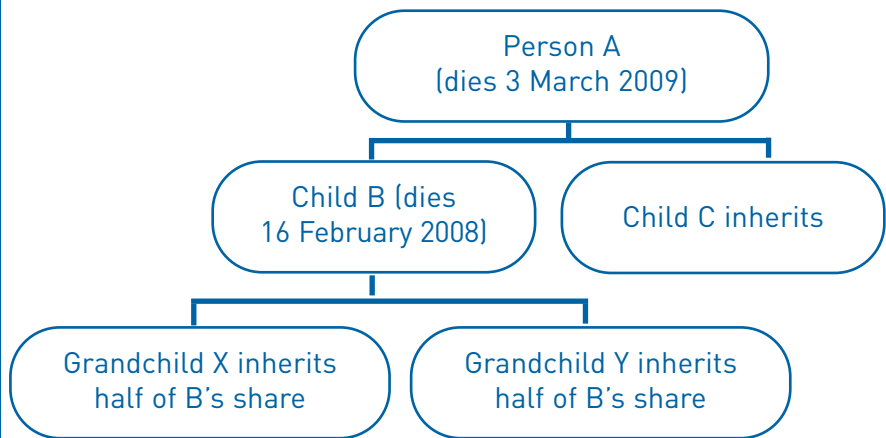 Person A
(dies 3 March 2009)
Child B (dies
16 February 2008)
Child C inherits
Grandchild X inherits
half of B’s share
Grandchild Y inherits
half of B’s share